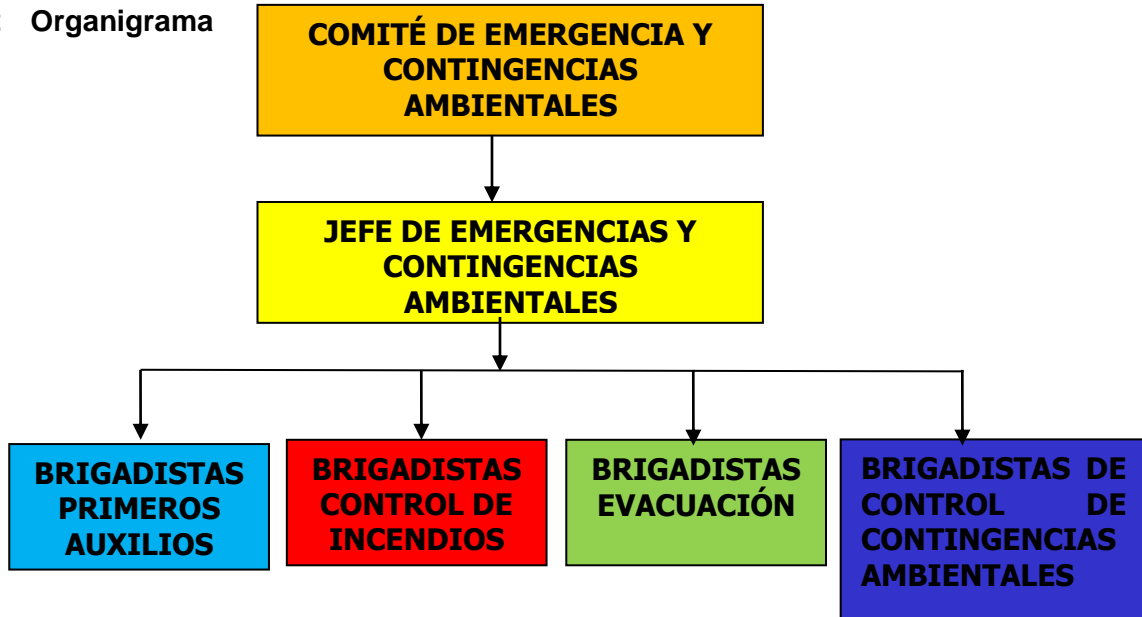 Organigrama
COMITÉ DE EMERGENCIA Y
CONTINGENCIAS
AMBIENTALES
JEFE DE EMERGENCIAS Y
CONTINGENCIAS
AMBIENTALES
BRIGADISTAS
PRIMEROS
AUXILIOS
BRIGADISTAS
CONTROL DE
INCENDIOS
BRIGADISTAS
EVACUACIÓN
BRIGADISTAS DE
CONTROL DE
CONTINGENCIAS
AMBIENTALES